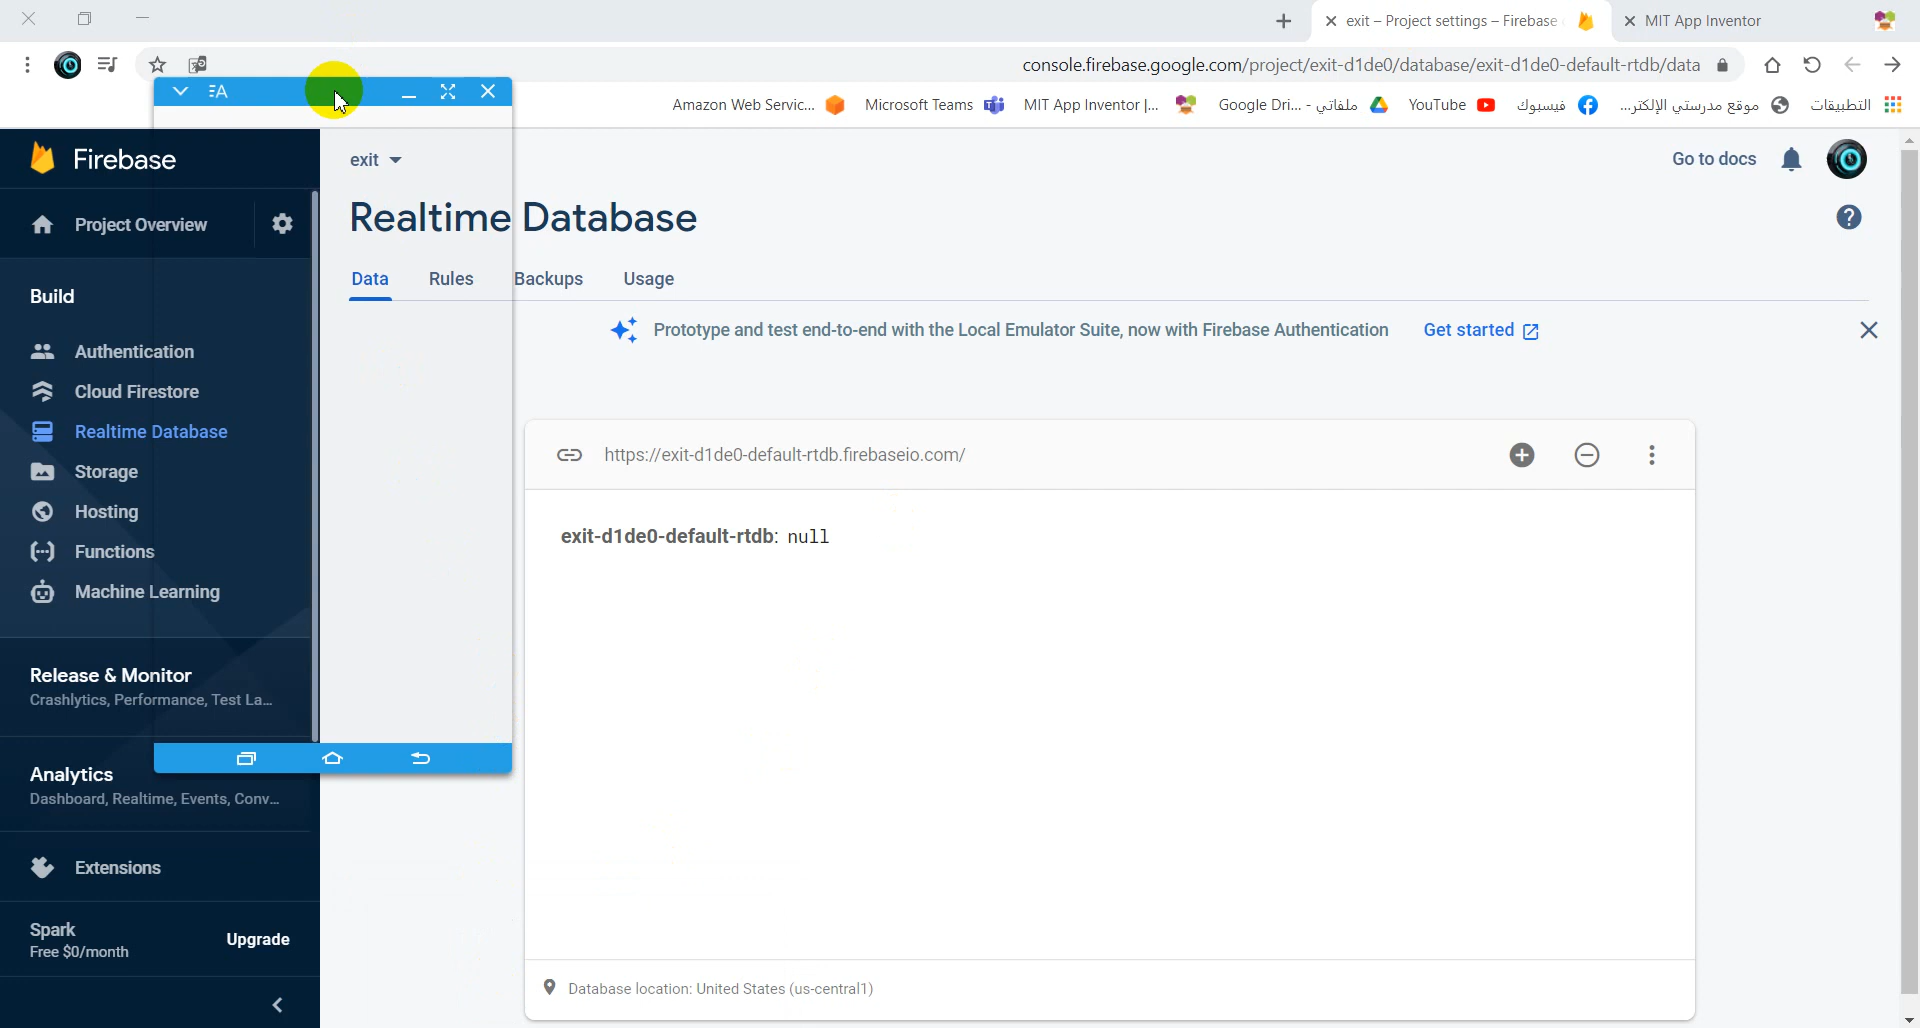 exit – Project settings – Firebase
MIT App Inventor
console.firebase.google.com/project/exit-d1de0/database/exit-d1de0-default-rtdb/data
Amazon Web Servic...
Microsoft Teams
MIT App Inventor |...
ملفاتي - Google Dri...
YouTube
فيسبوك
موقع مدرستي الإلكتر...
التطبيقات
Firebase
exit
Go to docs
Project Overview
Realtime Database
Data
Rules
Backups
Usage
Build
Prototype and test end-to-end with the Local Emulator Suite, now with Firebase Authentication
Get started
Authentication
Cloud Firestore
Realtime Database
Storage
Hosting
Functions
Machine Learning
https://exit-d1de0-default-rtdb.firebaseio.com/
exit-d1de0-default-rtdb: null
Release & Monitor
Crashlytics, Performance, Test La...
Analytics
Dashboard, Realtime, Events, Conv...
Extensions
Spark
Free $0/month
Upgrade
Database location: United States (us-central1)